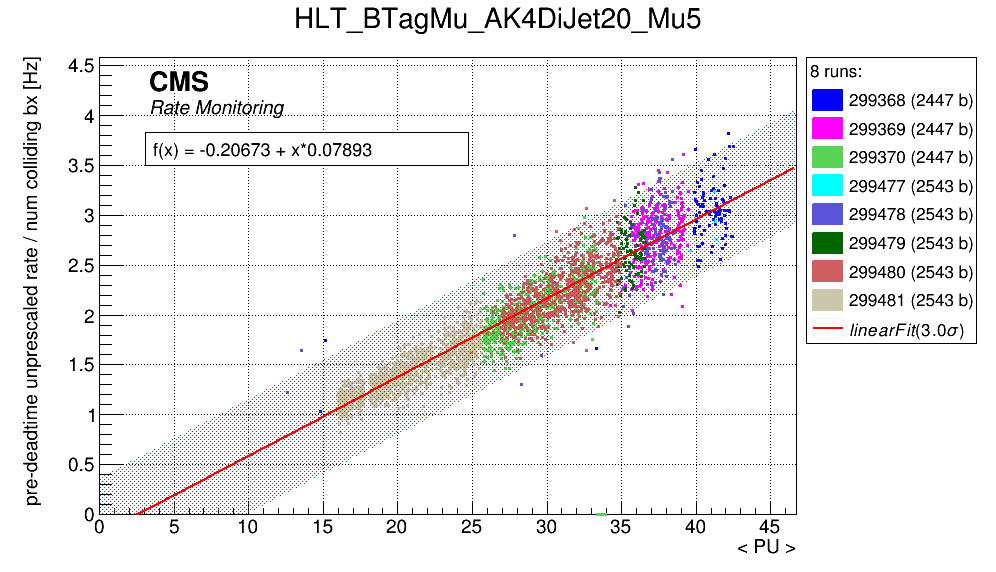 HLT_BTagMu_AK4DiJet20_Mu5
pre-deadtime unprescaled rate / num colliding bx [Hz]
4.5
4
3.5
3
2.5
2
1.5
1
0.5
0
CMS
Rate Monitoring
f(x) = -0.20673 + x*0.07893
0 5 10 15 20 25 30 35 40 45
< PU >
8 runs:
299368 (2447 b)
299369 (2447 b)
299370 (2447 b)
299477 (2543 b)
299478 (2543 b)
299479 (2543 b)
299480 (2543 b)
299481 (2543 b)
linearFit(3.0σ)